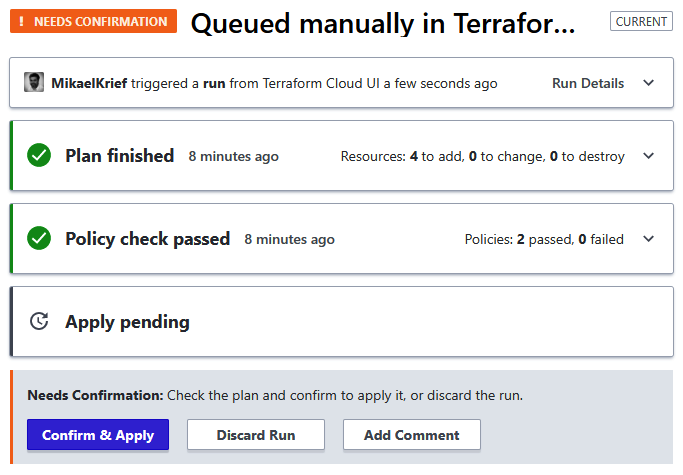 ! NEEDS CONFIRMATION Queued manually in Terrafor... CURRENT
MikaelKrief triggered a run from Terraform Cloud UI a few seconds ago Run Details
Plan finished 8 minutes ago Resources: 4 to add, 0 to change, 0 to destroy
Policy check passed 8 minutes ago Policies: 2 passed, 0 failed
Apply pending
Needs Confirmation: Check the plan and confirm to apply it, or discard the run.
Confirm & Apply Discard Run Add Comment